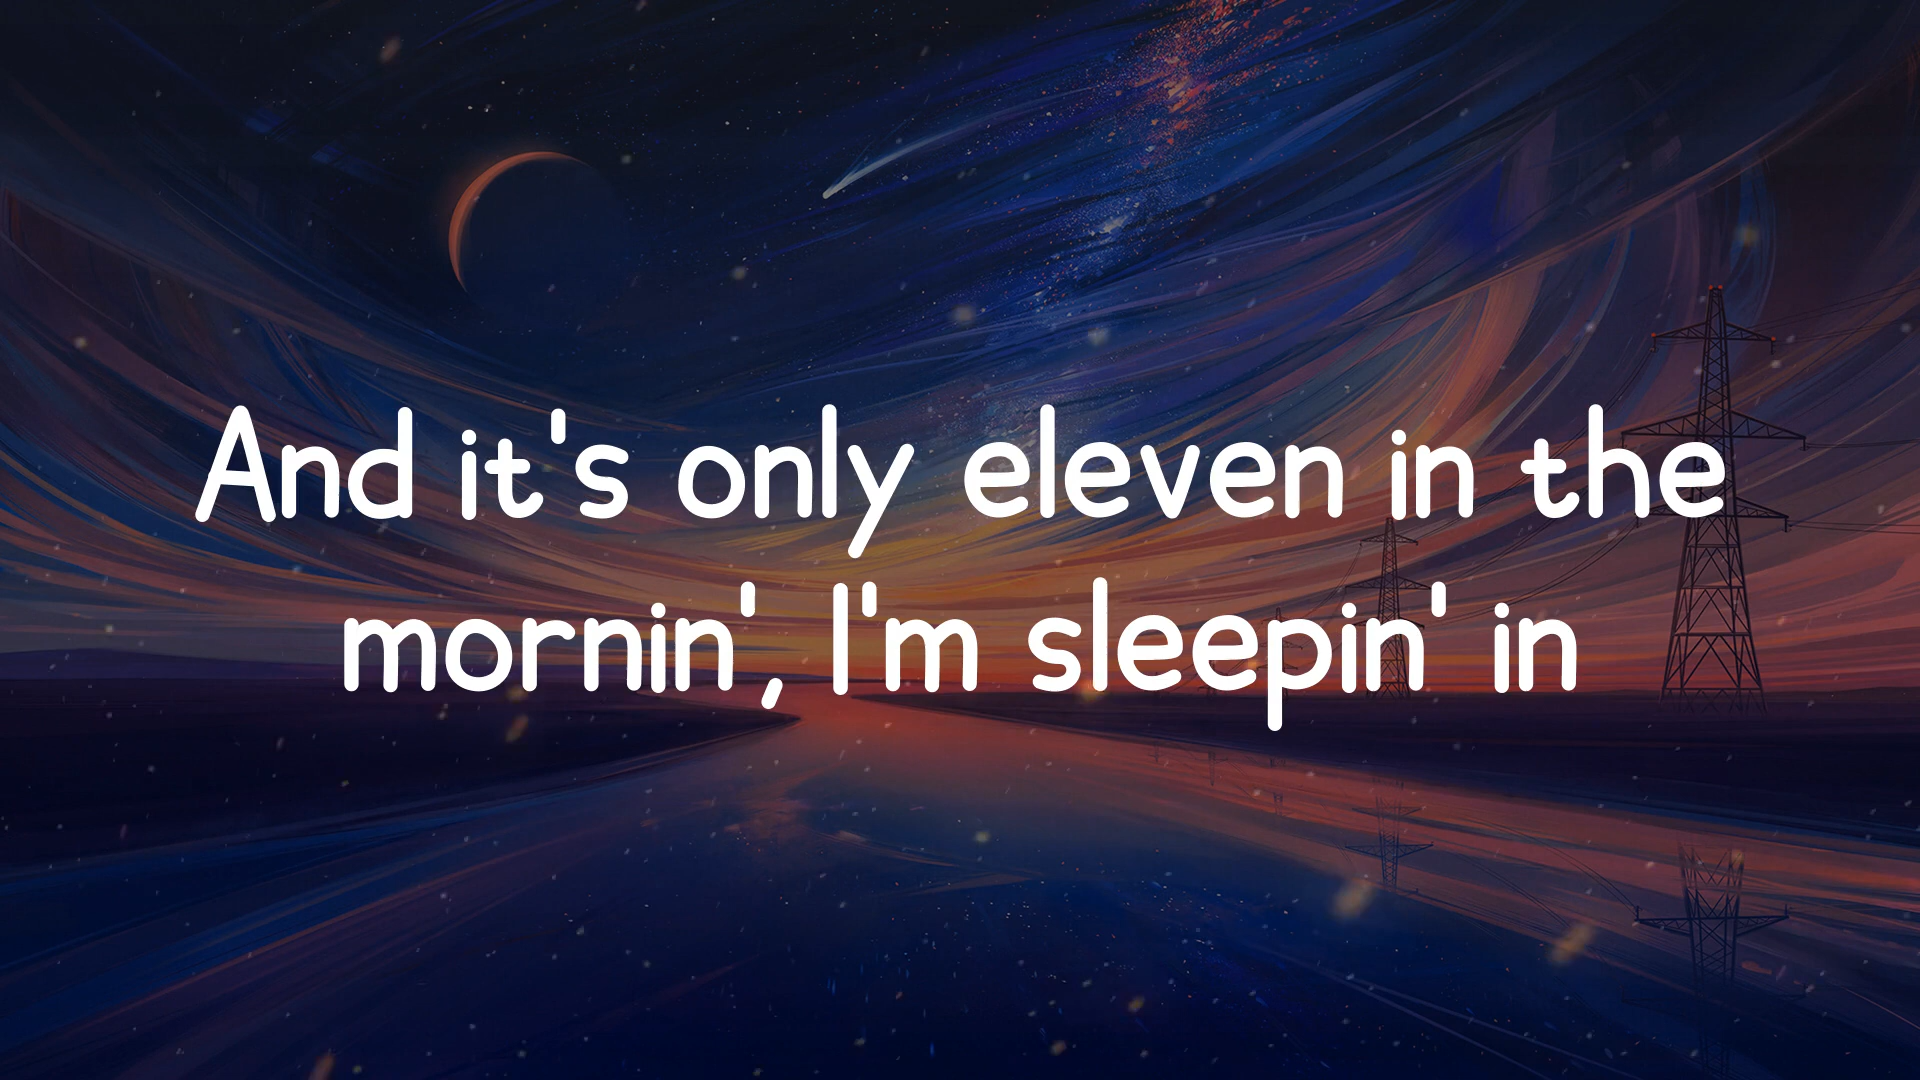 And it's only eleven in the
mornin', I'm sleepin' in